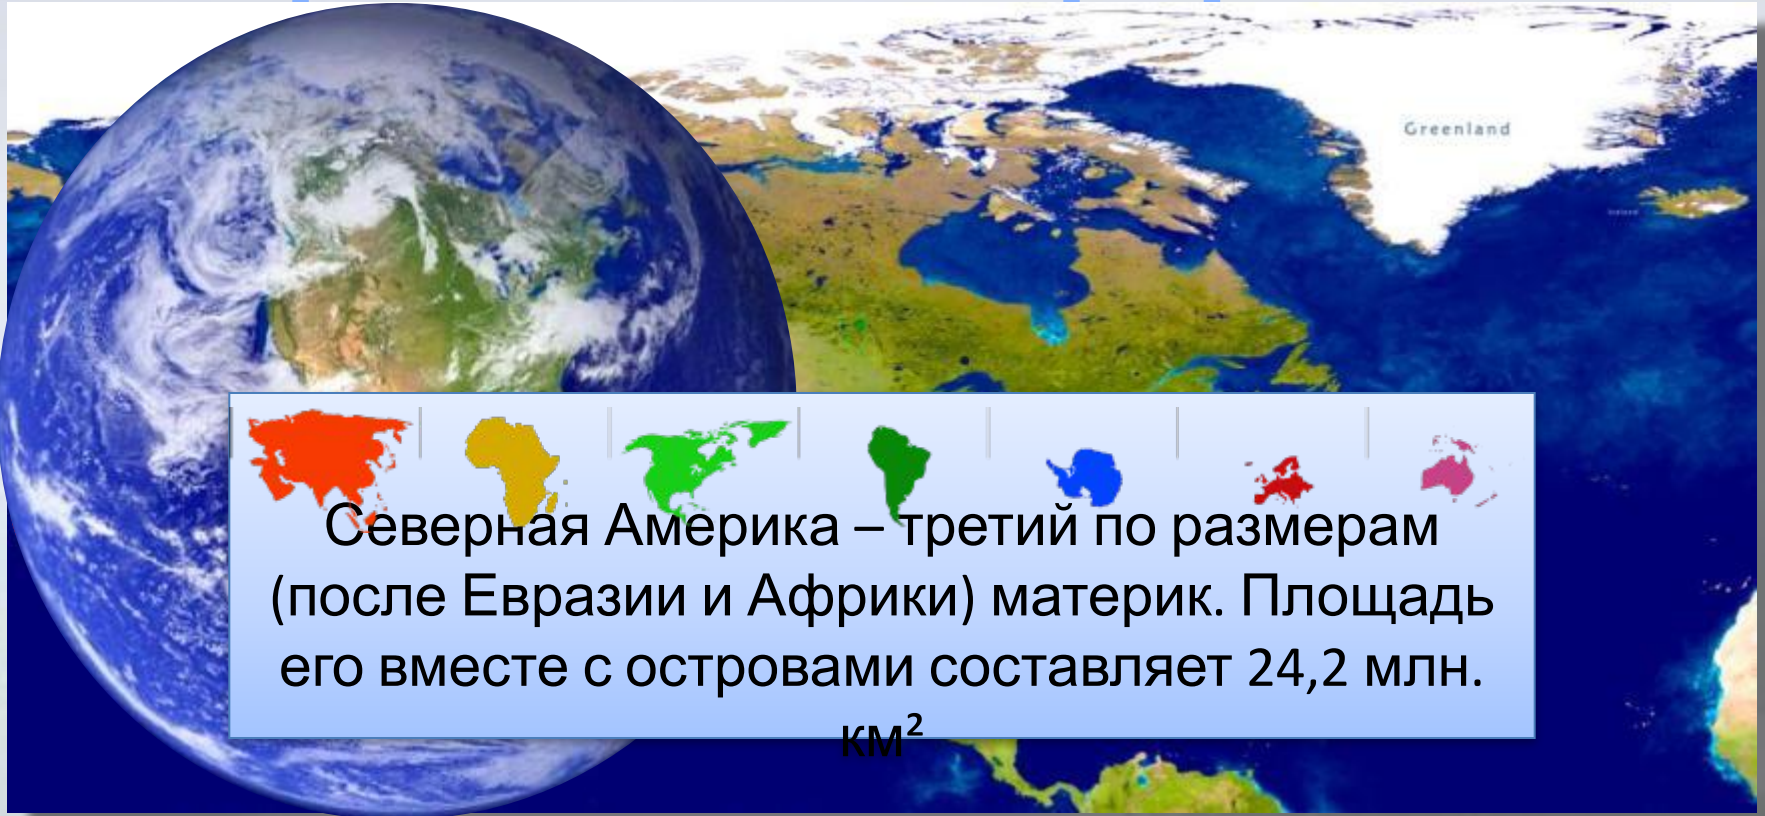 Greenland
Iceland
Северная Америка – третий по размерам
(после Евразии и Африки) материк. Площадь
его вместе с островами составляет 24,2 млн.
км²